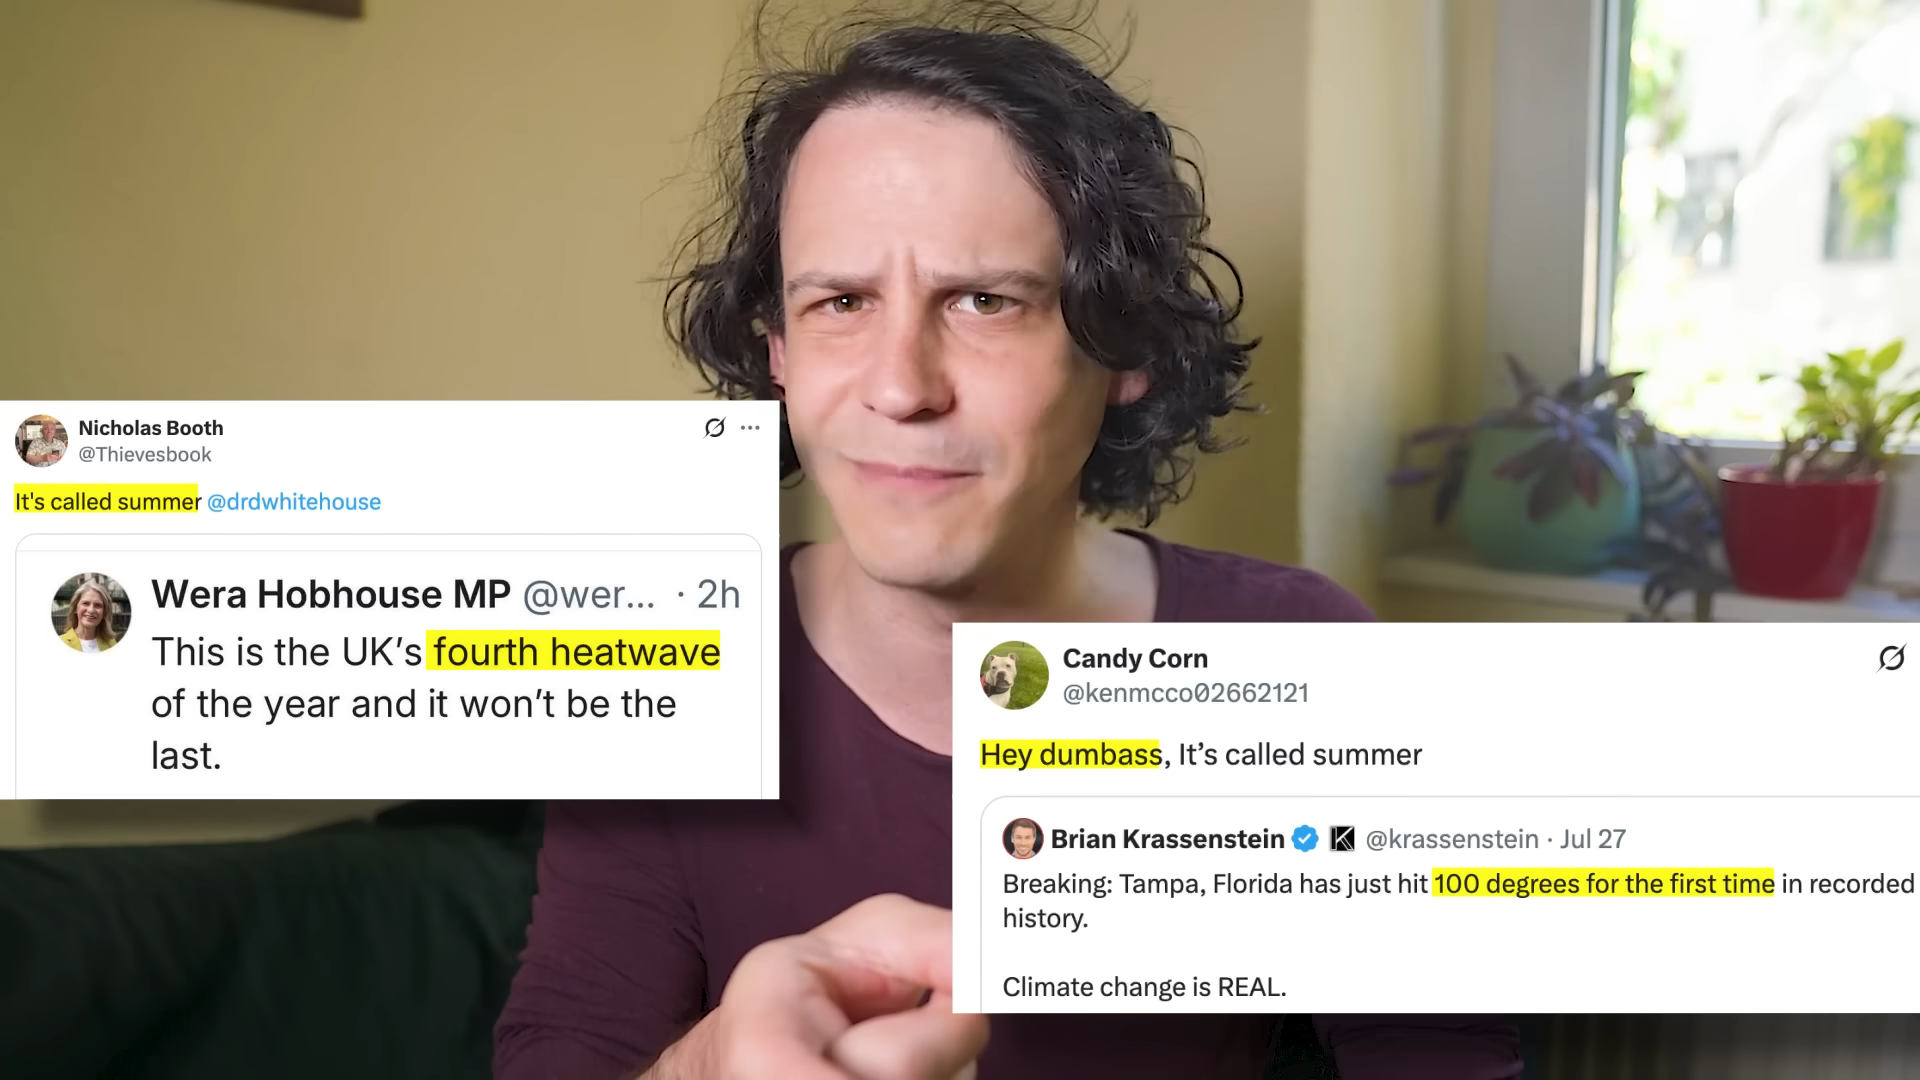 Nicholas Booth
@Thievesbook
It's called summer @drdwhitehouse
Wera Hobhouse MP @wer... · 2h
This is the UK's fourth heatwave
of the year and it won't be the
last.
Candy Corn
@kenmcco02662121
Hey dumbass, It's called summer
Brian Krassenstein @krassenstein · Jul 27
Breaking: Tampa, Florida has just hit 100 degrees for the first time in recorded
history.
Climate change is REAL.